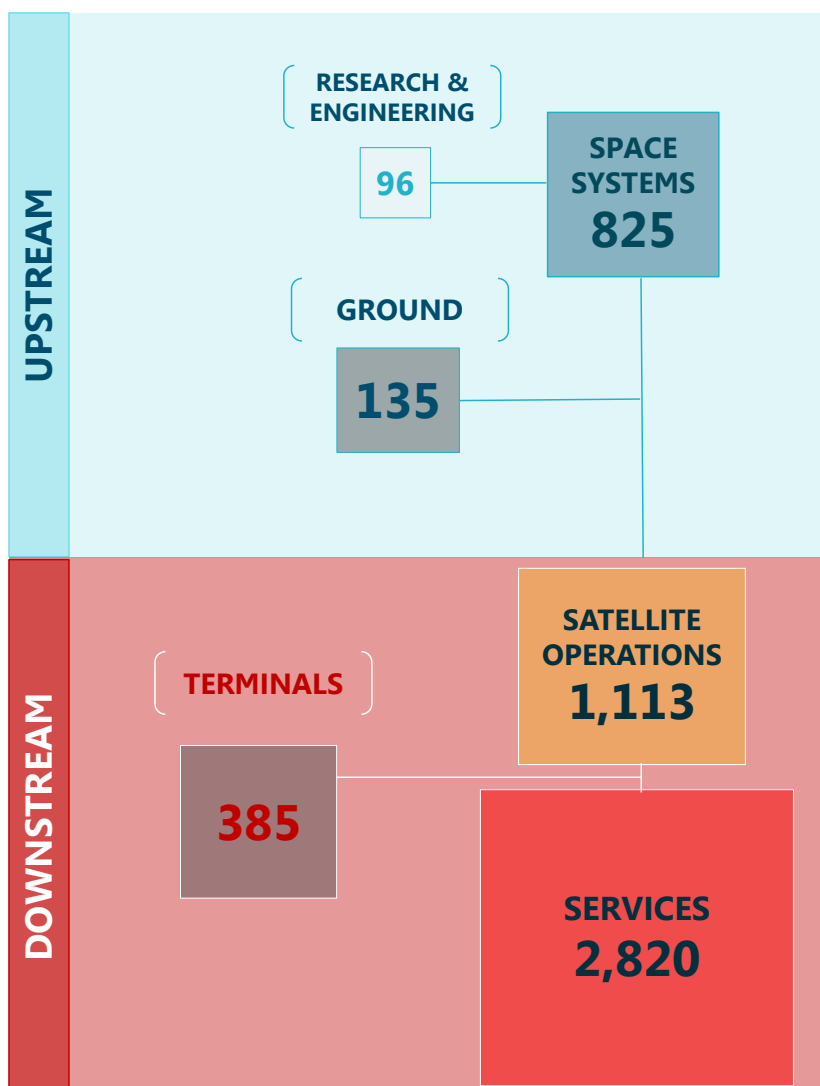 UPSTREAM
RESEARCH &
ENGINEERING
96
SPACE
SYSTEMS
825
GROUND
135
DOWNSTREAM
SATELLITE
OPERATIONS
1,113
TERMINALS
385
SERVICES
2,820